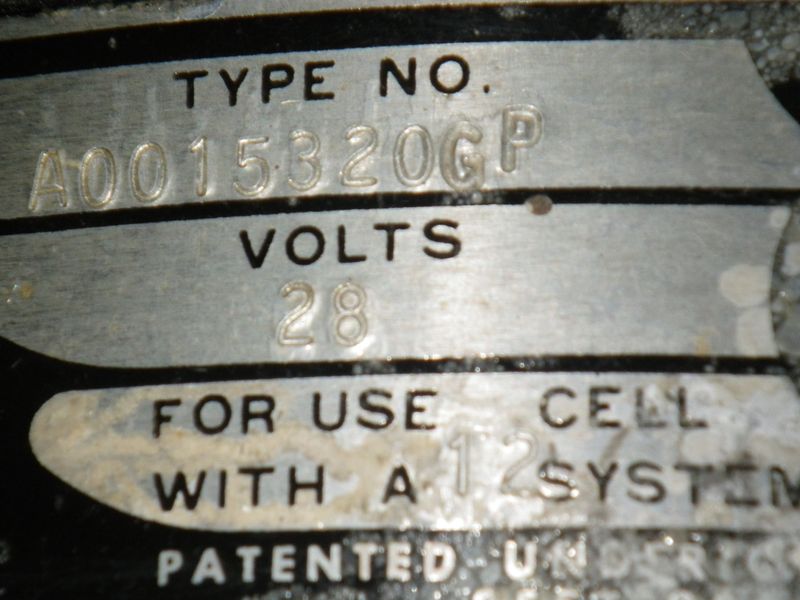 TYPE NO.
A0015320GP
VOLTS
28
FOR USE CELL
WITH A 12 SYSTEM
PATENTED